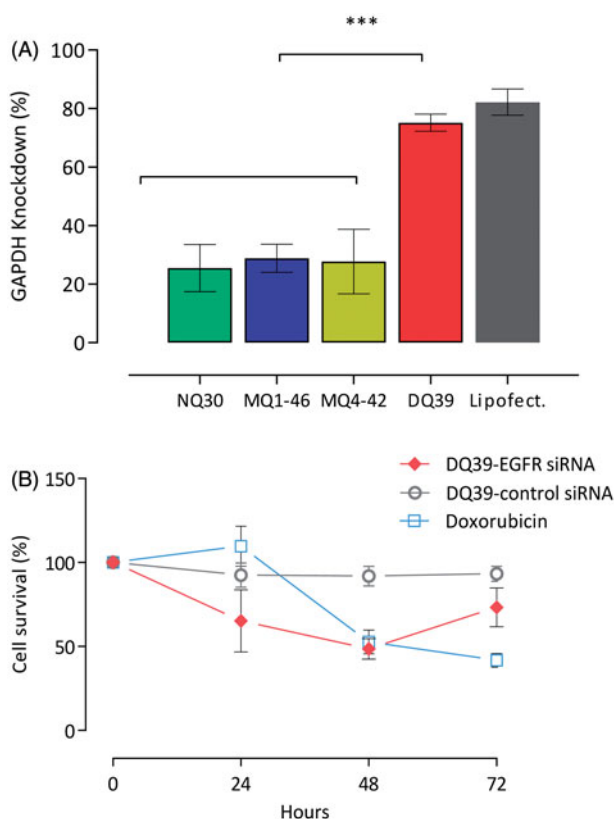 (A)
***
GAPDH Knockdown (%)
100
80
60
40
20
0
NQ30 MQ1-46 MQ4-42 DQ39 Lipofect.
(B)
DQ39-EGFR siRNA
DQ39-control siRNA
Doxorubicin
Cell survival (%)
150
100
50
0
0 24 48 72
Hours